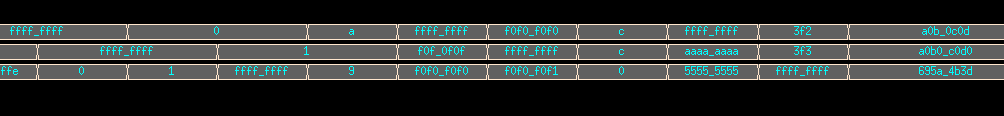 ffff_ffff 0 a ffff_ffff f0f0_f0f0 c ffff_ffff 3f2 a0b_0c0d
ffff_ffff 1 f0f_0f0f ffff_ffff c aaaa_aaaa 3f3 a0b0_c0d0
ffe 0 1 ffff_ffff 9 f0f0_f0f0 f0f0_f0f1 0 5555_5555 ffff_ffff 695a_4b3d